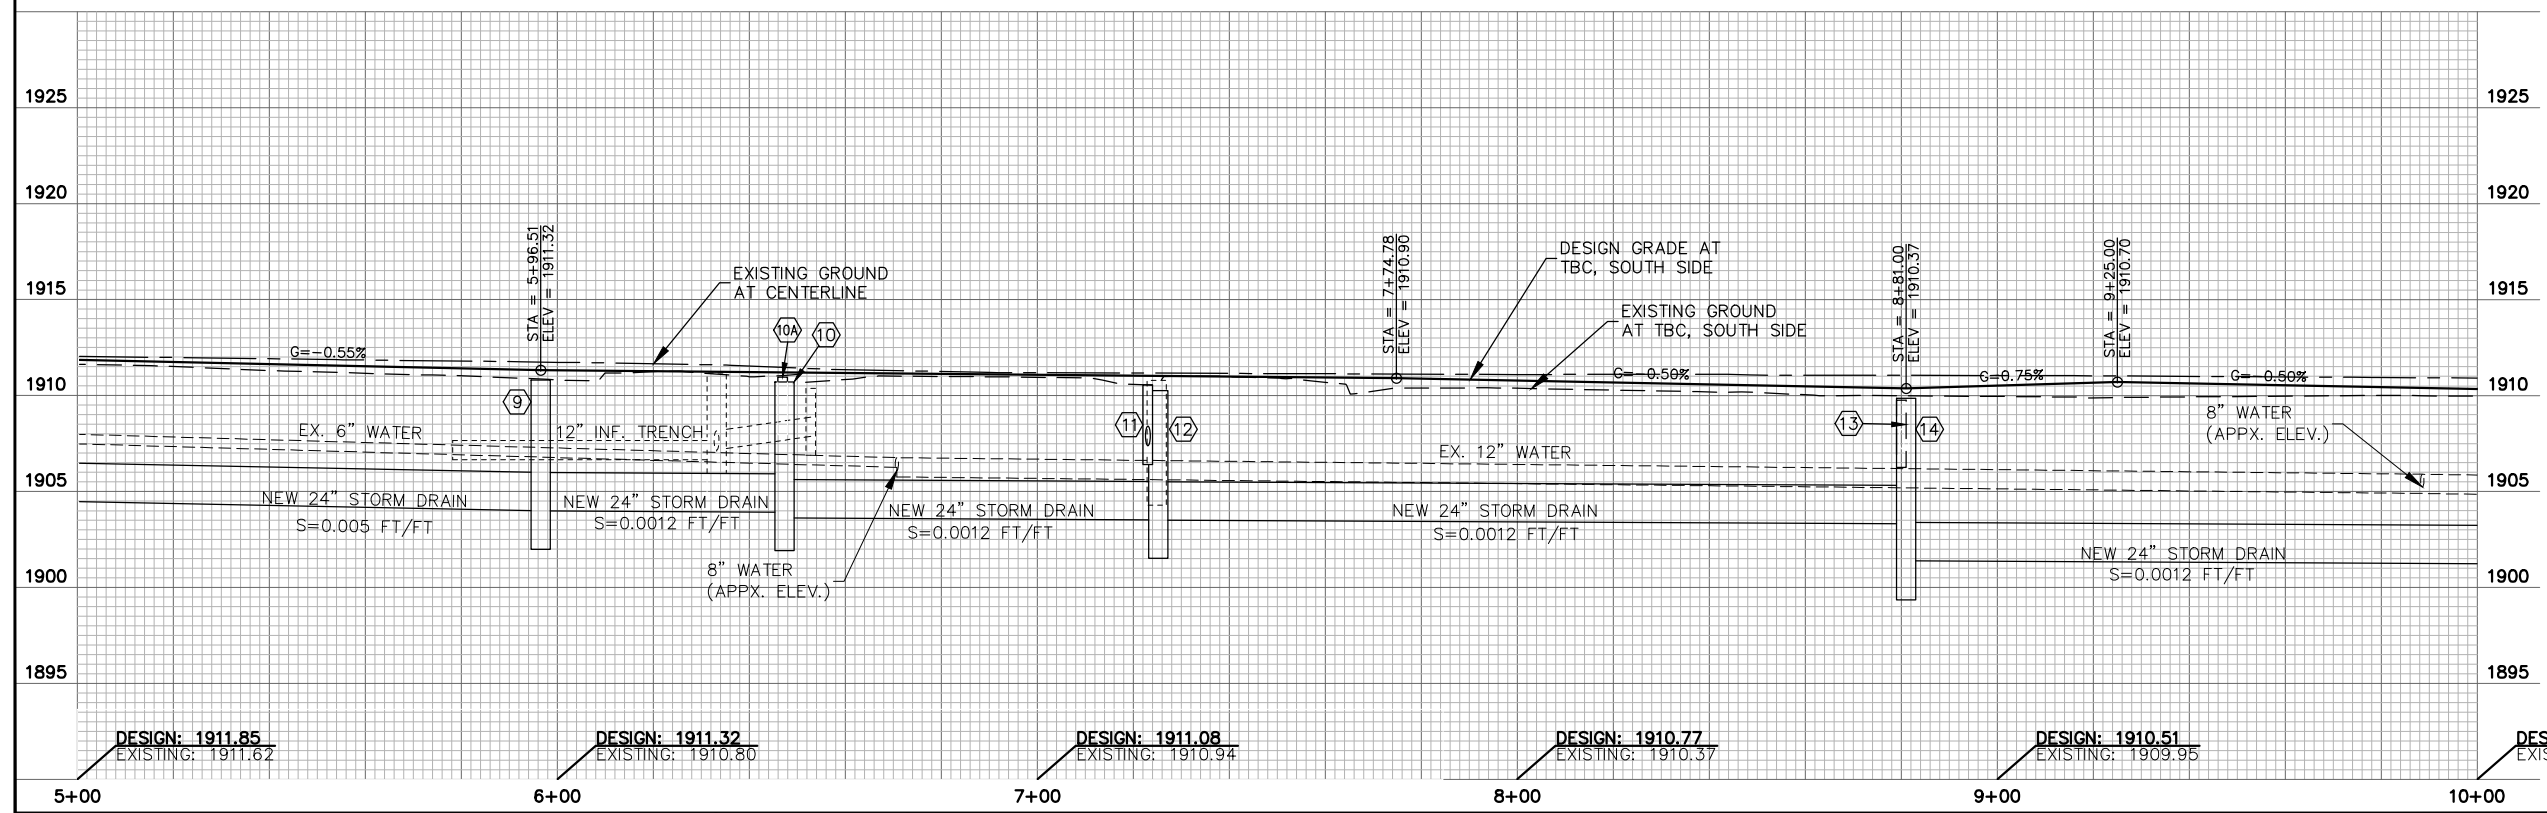 1925
1925
1920
1920
1915
1915
1910
1910
1905
1905
1900
1900
1895
1895
STA = 5+96.51
ELEV = 1911.32
STA = 7+74.78
ELEV = 1910.90
STA = 8+81.00
ELEV = 1910.37
STA = 9+25.00
ELEV = 1910.70
EXISTING GROUND
AT CENTERLINE
DESIGN GRADE AT
TBC, SOUTH SIDE
EXISTING GROUND
AT TBC, SOUTH SIDE
10A
10
G=-0.55%
G=-0.50%
G=0.75%
G=-0.50%
9
11
12
13
14
8" WATER
(APPX. ELEV.)
EX. 6" WATER
12" INF. TRENCH
EX. 12" WATER
NEW 24" STORM DRAIN
S=0.005 FT/FT
NEW 24" STORM DRAIN
S=0.0012 FT/FT
NEW 24" STORM DRAIN
S=0.0012 FT/FT
NEW 24" STORM DRAIN
S=0.0012 FT/FT
NEW 24" STORM DRAIN
S=0.0012 FT/FT
8" WATER
(APPX. ELEV.)
DESIGN: 1911.85
EXISTING: 1911.62
DESIGN: 1911.32
EXISTING: 1910.80
DESIGN: 1911.08
EXISTING: 1910.94
DESIGN: 1910.77
EXISTING: 1910.37
DESIGN: 1910.51
EXISTING: 1909.95
DES
EXIS
5+00
6+00
7+00
8+00
9+00
10+00